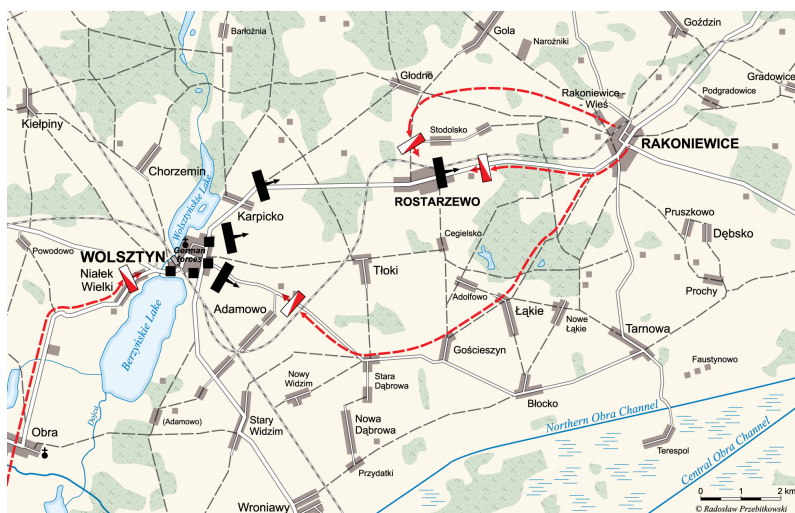 Goździn
Gola
Narożniki
Barłożnia
Głodno
Gradowice
Rakoniewice -
Wieś
Podgradowice
Kiełpiny
Stodolsko
RAKONIEWICE
Chorzemin
Wolsztyńskie Lake
ROSTARZEWO
Karpicko
Pruszkowo
Dębsko
Cegielsko
Powodowo
WOLSZTYN
German
forces
Niałek
Wielki
Tłoki
Adolfowo
Prochy
Adamowo
Łąkie
Nowe
Łąkie
Tarnowa
Berzyńskie Lake
Gościeszyn
Faustynowo
Nowy
Widzim
Stara
Dąbrowa
Błocko
Dojca
(Adamowo)
Stary
Widzim
Nowa
Dąbrowa
Northern Obra Channel
Obra
Terespol
Central Obra Channel
Przydatki
Wroniawy
0 1 2 km
© Radosław Przebitkowski